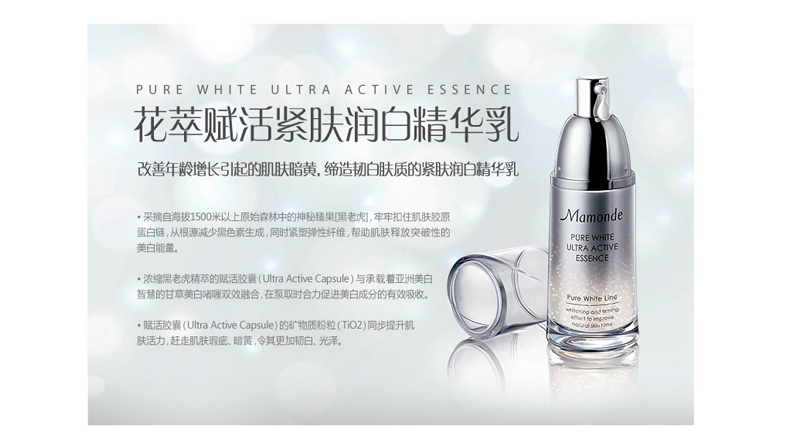 PURE WHITE ULTRA ACTIVE ESSENCE
花萃赋活紧肤润白精华乳
改善年龄增长引起的肌肤暗黄, 缔造韧白肤质的紧肤润白精华乳
• 采摘自海拔1500米以上原始森林中的神秘臻果[黑老虎], 牢牢扣住肌肤胶原
蛋白链, 从根源减少黑色素生成, 同时紧塑弹性纤维, 帮助肌肤释放突破性的
美白能量。
• 浓缩黑老虎精萃的赋活胶囊 (Ultra Active Capsule) 与承载着亚洲美白
智慧的甘草美白啫喱双效融合, 在泵取时合力促进美白成分的有效吸收。
• 赋活胶囊 (Ultra Active Capsule) 的矿物质粉粒 (TiO2) 同步提升肌
肤活力, 赶走肌肤瑕疵、暗黄, 令其更加韧白、光泽。
Mamonde
PURE WHITE
ULTRA ACTIVE
ESSENCE
Pure White Line
whitening and firming
effect to improve
natural skin tone